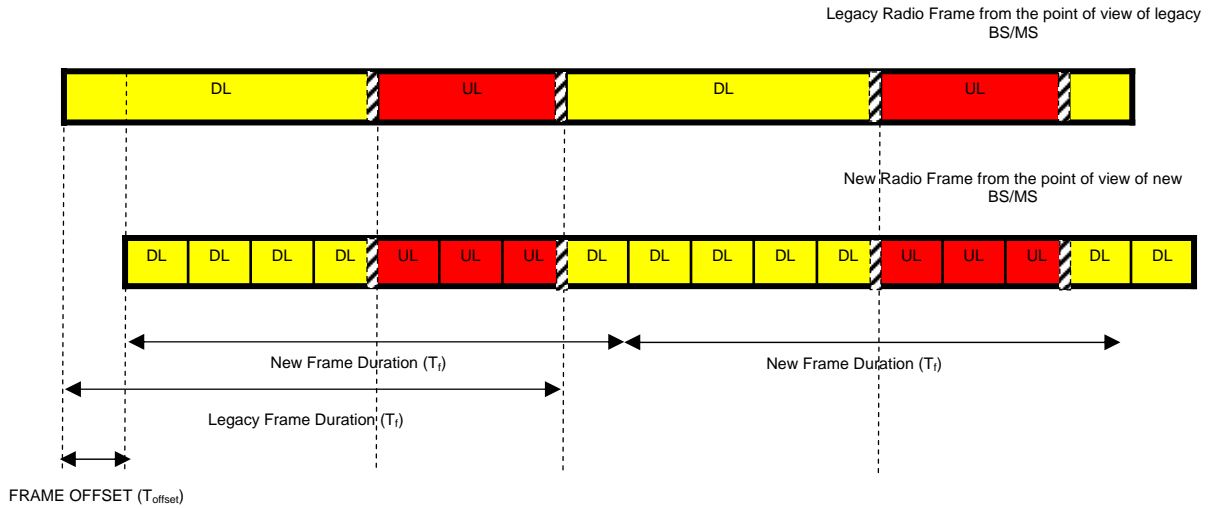 Legacy Radio Frame from the point of view of legacy
BS/MS
DL UL DL UL
New Radio Frame from the point of view of new
BS/MS
DL DL DL DL UL UL UL DL DL DL DL DL UL UL UL DL DL
New Frame Duration (Tf) New Frame Duration (Tf)
Legacy Frame Duration (Tf)
FRAME OFFSET (Toffset)